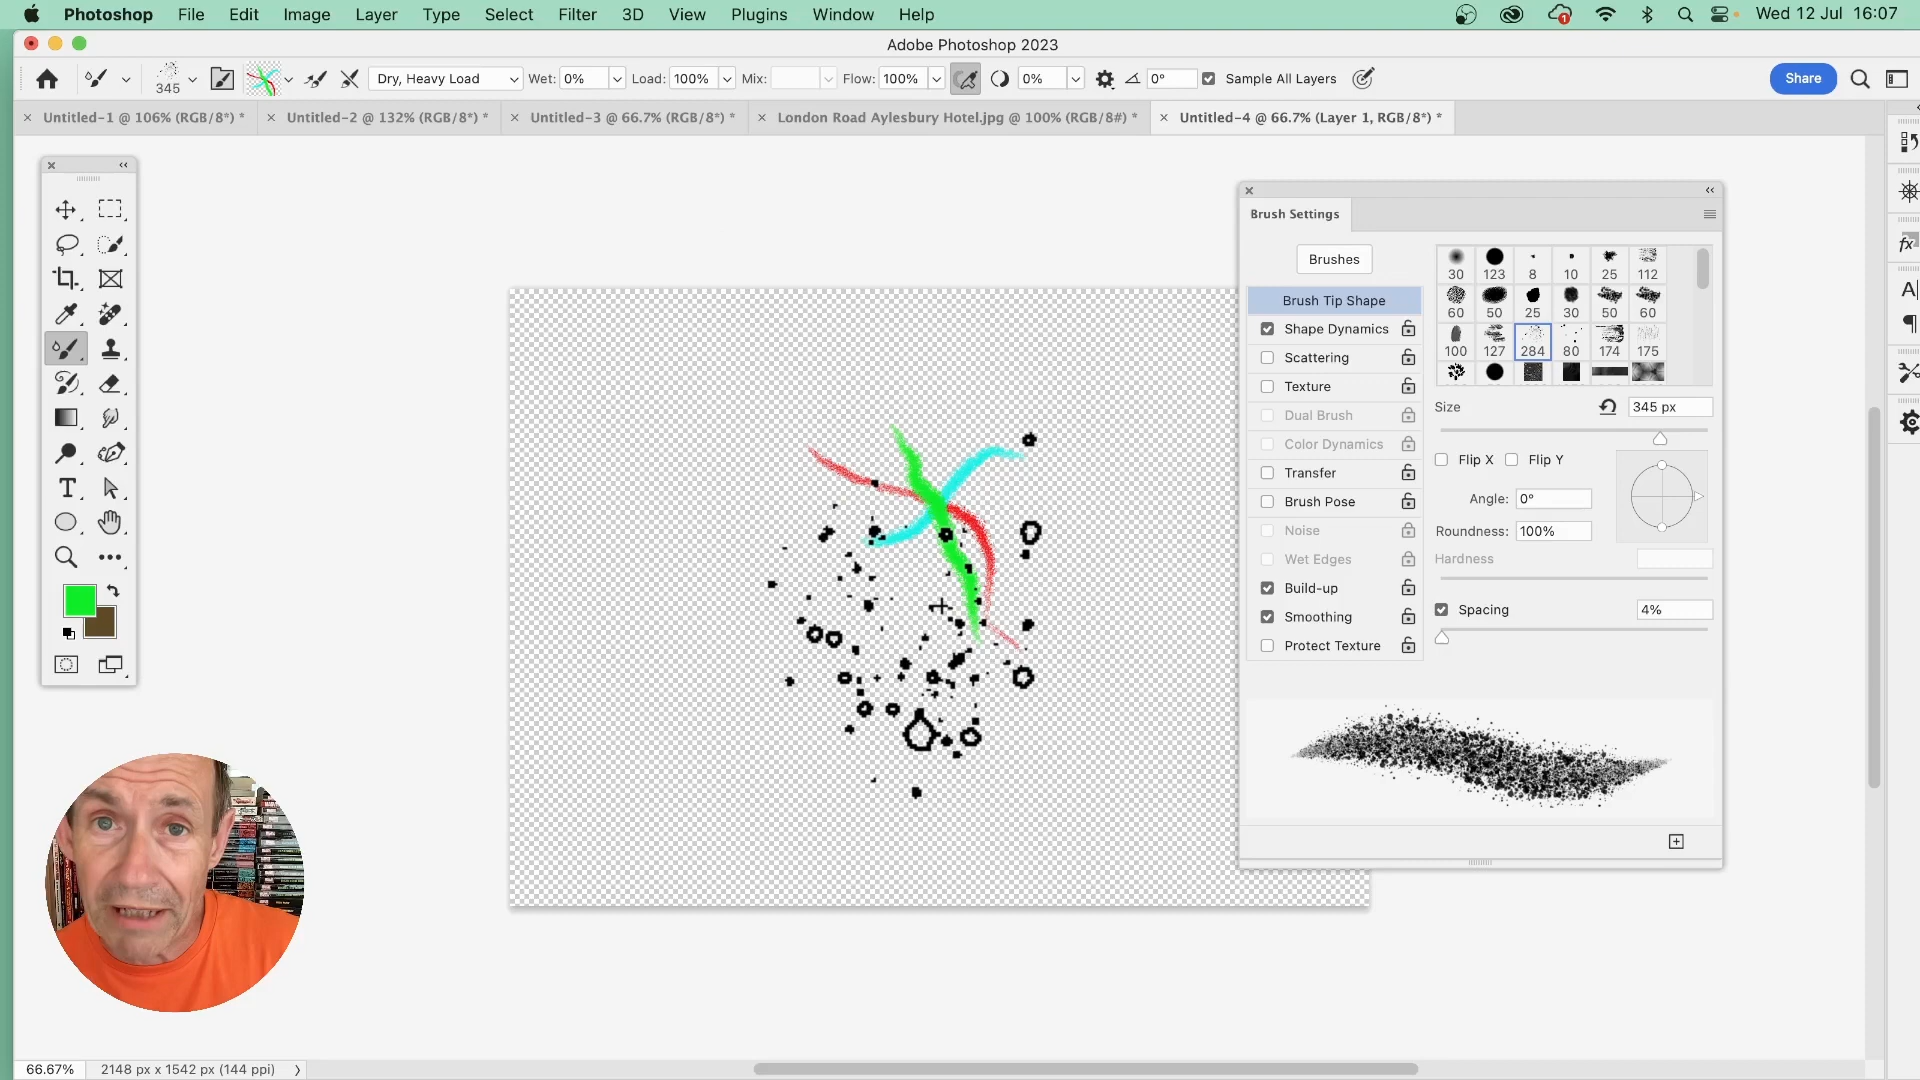 Photoshop File Edit Image Layer Type Select Filter 3D View Plugins Window Help 1 Wed 12 Jul 16:07
Adobe Photoshop 2023
345 Dry, Heavy Load Wet: 0% Load: 100% Mix: Flow: 100% 0% 0° Sample All Layers Share
Untitled-1 @ 106% (RGB/8*) * Untitled-2 @ 132% (RGB/8*) * Untitled-3 @ 66.7% (RGB/8*) * London Road Aylesbury Hotel.jpg @ 100% (RGB/8#) * Untitled-4 @ 66.7% (Layer 1, RGB/8*) *
Brush Settings
Brushes
Brush Tip Shape
Shape Dynamics
Scattering
Texture
Dual Brush
Color Dynamics
Transfer
Brush Pose
Noise
Wet Edges
Build-up
Smoothing
Protect Texture
30 123 8 10 25 112
60 50 25 30 50 60
100 127 284 80 174 175
Size 345 px
Flip X Flip Y
Angle: 0°
Roundness: 100%
Hardness
Spacing 4%
66.67% 2148 px x 1542 px (144 ppi)